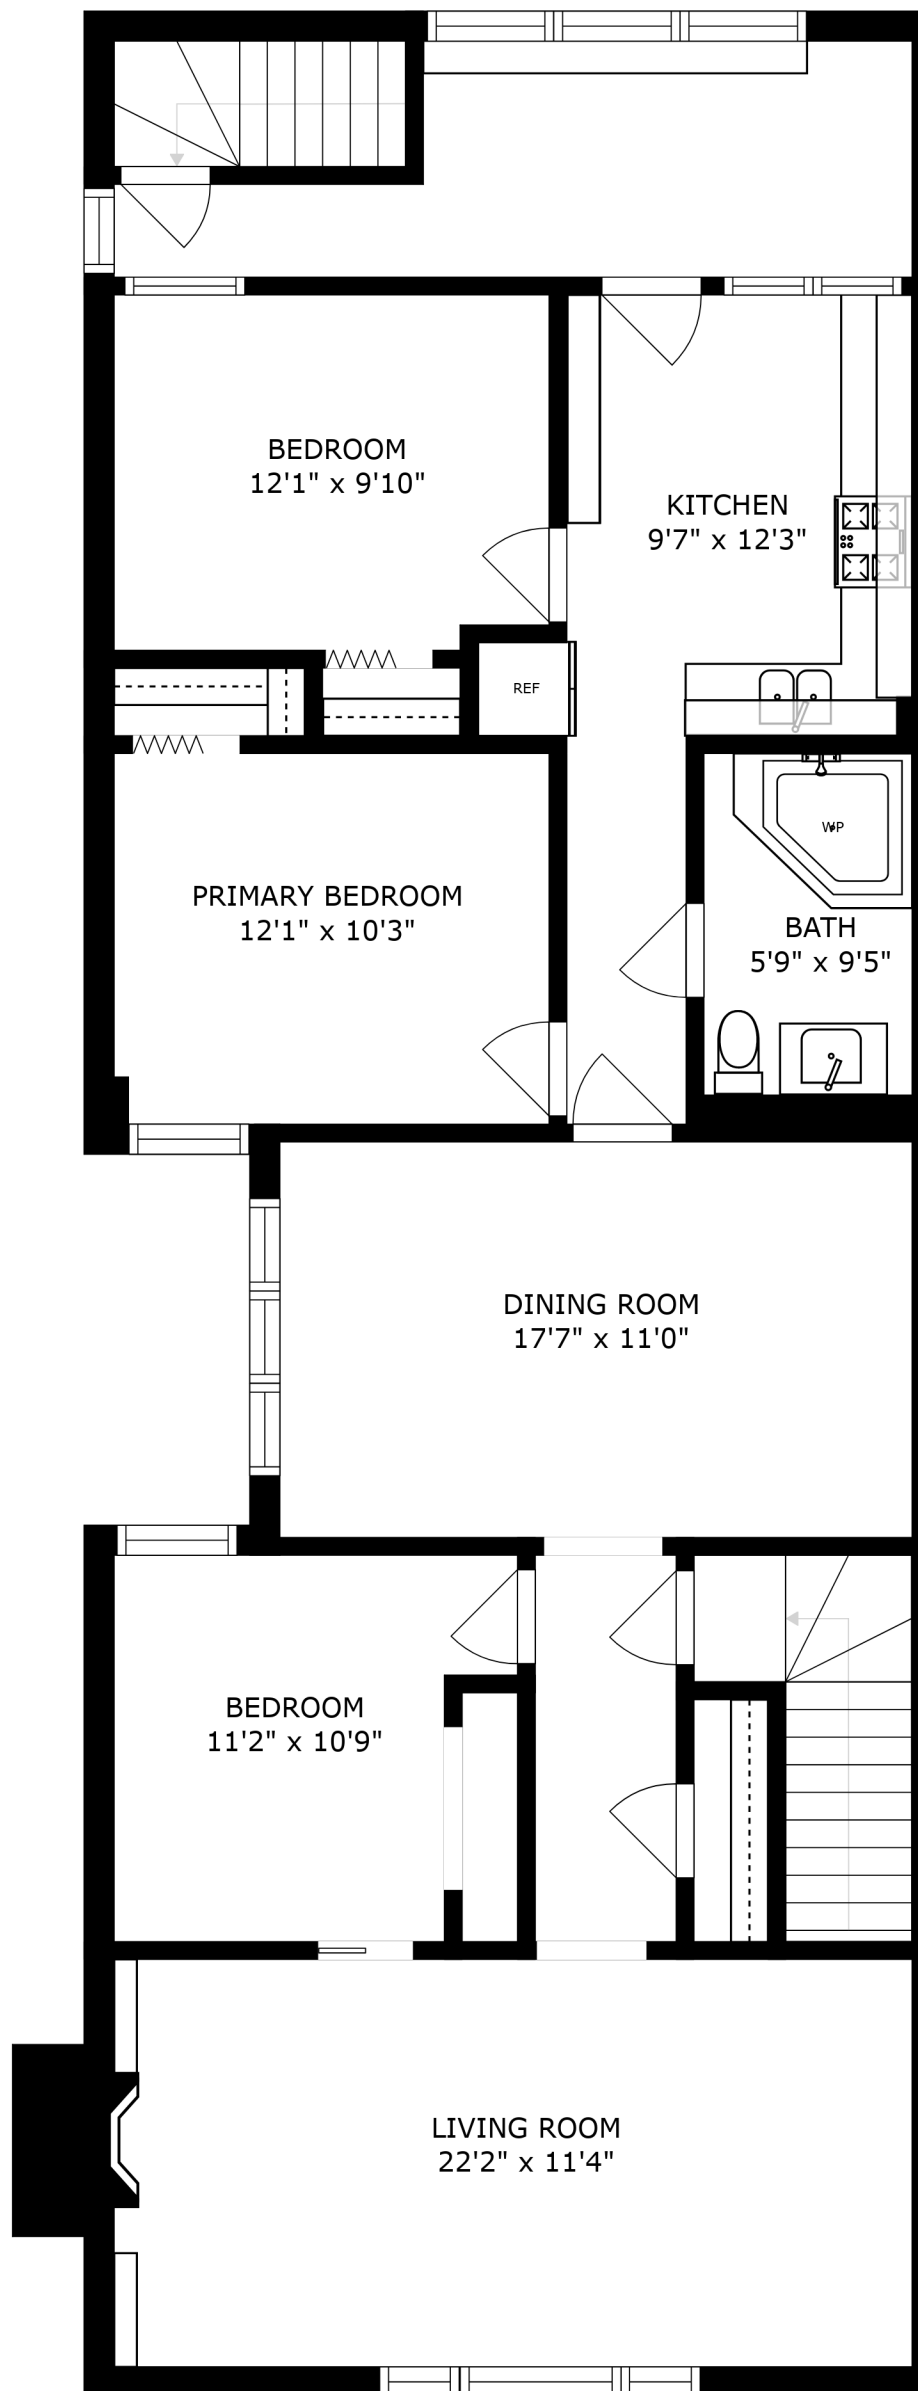 BEDROOM
12'1" x 9'10"
KITCHEN
9'7" x 12'3"
REF
WP
PRIMARY BEDROOM
12'1" x 10'3"
BATH
5'9" x 9'5"
DINING ROOM
17'7" x 11'0"
BEDROOM
11'2" x 10'9"
LIVING ROOM
22'2" x 11'4"